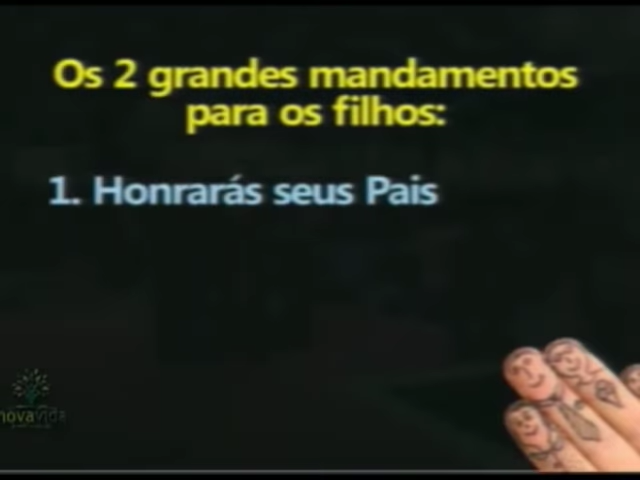 Os 2 grandes mandamentos
para os filhos:
1. Honrarás seus Pais
novavida